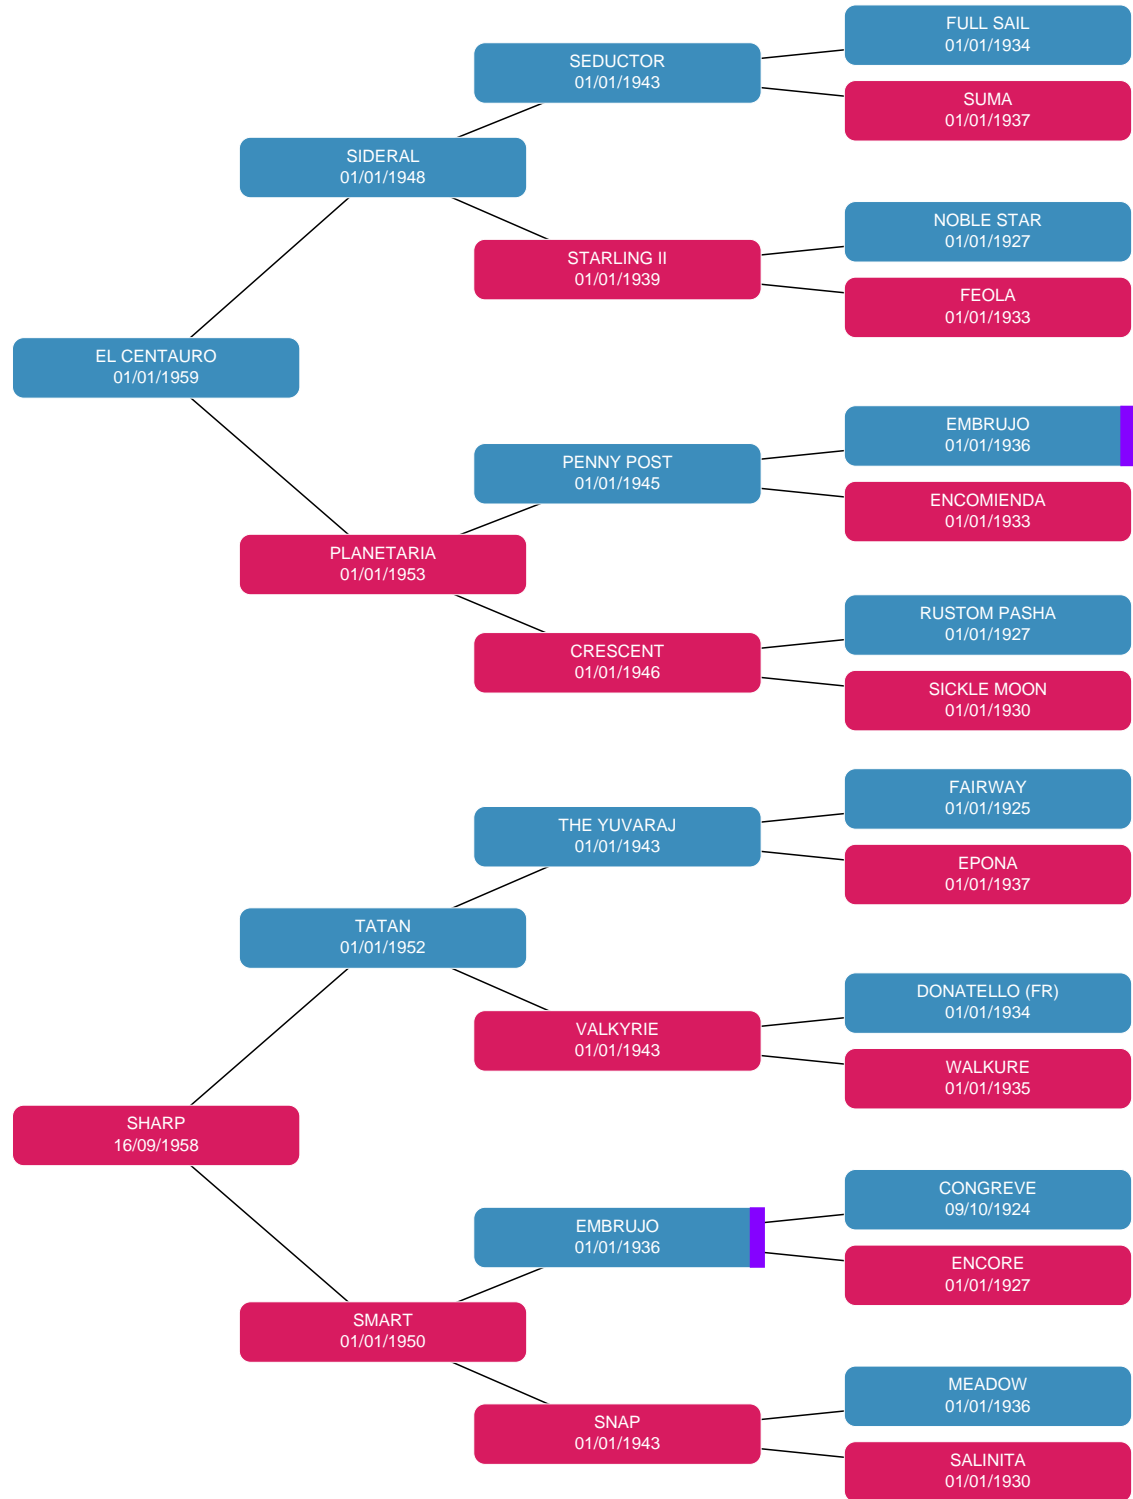 FULL SAIL
01/01/1934
SEDUCTOR
01/01/1943
SUMA
01/01/1937
SIDERAL
01/01/1948
NOBLE STAR
01/01/1927
STARLING II
01/01/1939
FEOLA
01/01/1933
EL CENTAURO
01/01/1959
EMBRUJO
01/01/1936
PENNY POST
01/01/1945
ENCOMIENDA
01/01/1933
PLANETARIA
01/01/1953
RUSTOM PASHA
01/01/1927
CRESCENT
01/01/1946
SICKLE MOON
01/01/1930
FAIRWAY
01/01/1925
THE YUVARAJ
01/01/1943
EPONA
01/01/1937
TATAN
01/01/1952
DONATELLO (FR)
01/01/1934
VALKYRIE
01/01/1943
WALKURE
01/01/1935
SHARP
16/09/1958
CONGREVE
09/10/1924
EMBRUJO
01/01/1936
ENCORE
01/01/1927
SMART
01/01/1950
MEADOW
01/01/1936
SNAP
01/01/1943
SALINITA
01/01/1930